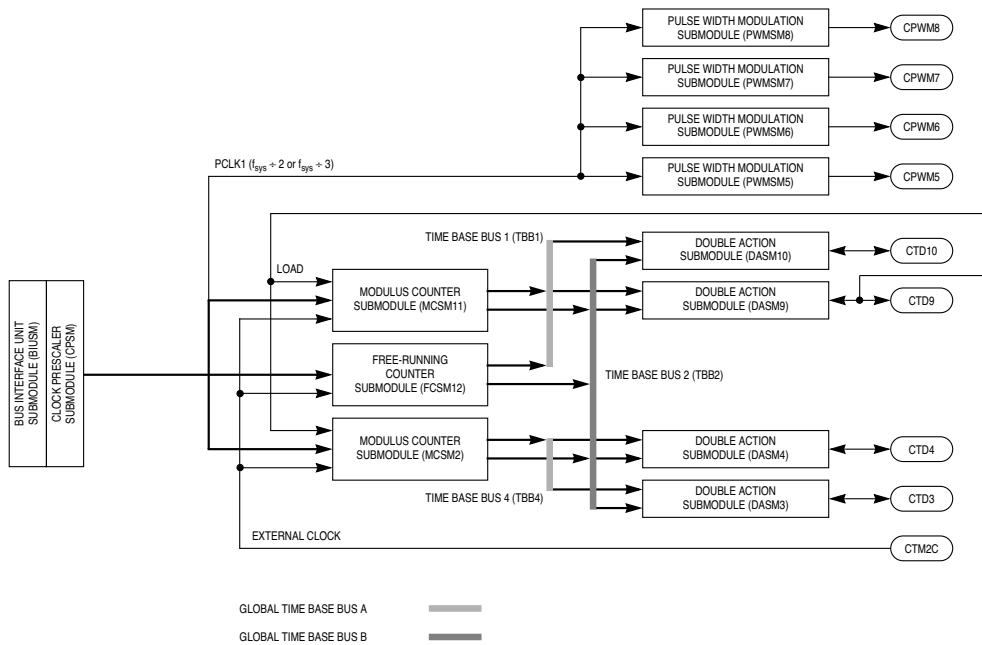 PULSE WIDTH MODULATION
SUBMODULE (PWMSM8)
CPWM8
PULSE WIDTH MODULATION
SUBMODULE (PWMSM7)
CPWM7
PULSE WIDTH MODULATION
SUBMODULE (PWMSM6)
CPWM6
PCLK1 (fsys ÷ 2 or fsys ÷ 3)
PULSE WIDTH MODULATION
SUBMODULE (PWMSM5)
CPWM5
TIME BASE BUS 1 (TBB1)
DOUBLE ACTION
SUBMODULE (DASM10)
CTD10
LOAD
MODULUS COUNTER
SUBMODULE (MCSM11)
DOUBLE ACTION
SUBMODULE (DASM9)
CTD9
BUS INTERFACE UNIT
SUBMODULE (BIUSM)
CLOCK PRESCALER
SUBMODULE (CPSM)
FREE-RUNNING
COUNTER
SUBMODULE (FCSM12)
TIME BASE BUS 2 (TBB2)
MODULUS COUNTER
SUBMODULE (MCSM2)
DOUBLE ACTION
SUBMODULE (DASM4)
CTD4
TIME BASE BUS 4 (TBB4)
DOUBLE ACTION
SUBMODULE (DASM3)
CTD3
EXTERNAL CLOCK
CTM2C
GLOBAL TIME BASE BUS A
GLOBAL TIME BASE BUS B